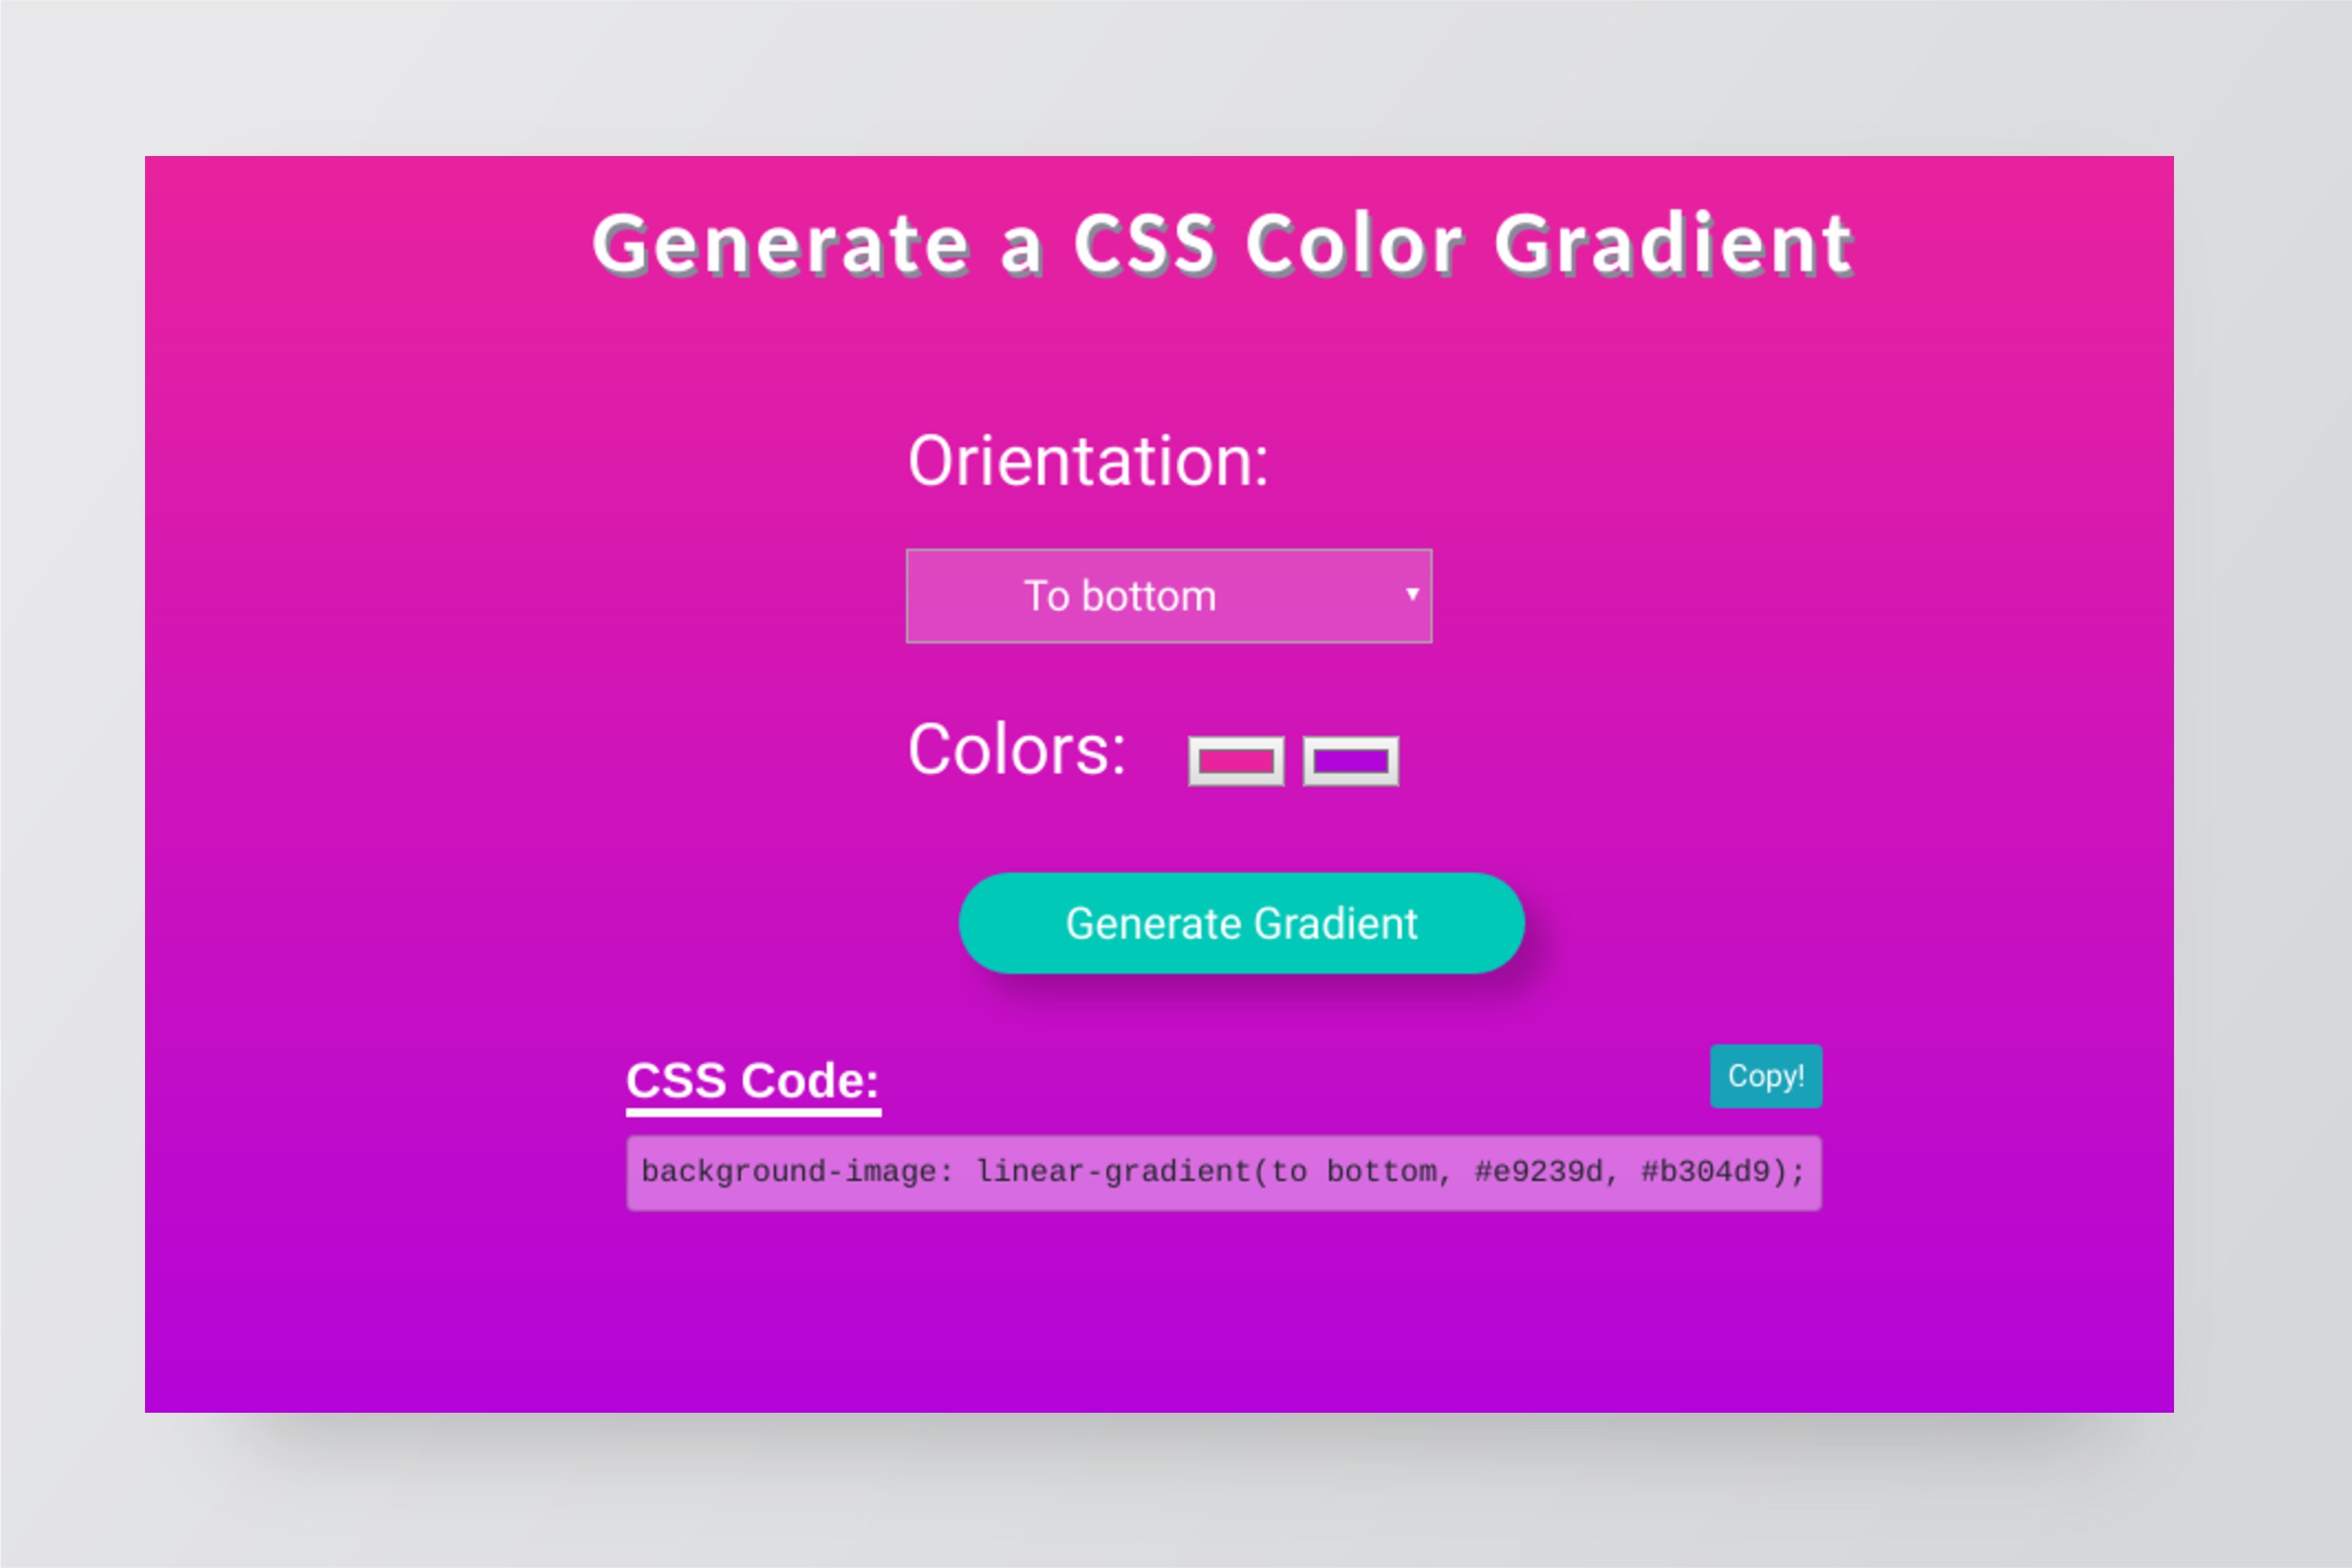 Generate a CSS Color Gradient
Orientation:
To bottom
Colors:
Generate Gradient
CSS Code:
Copy!
background-image: linear-gradient(to bottom, #e9239d, #b304d9);